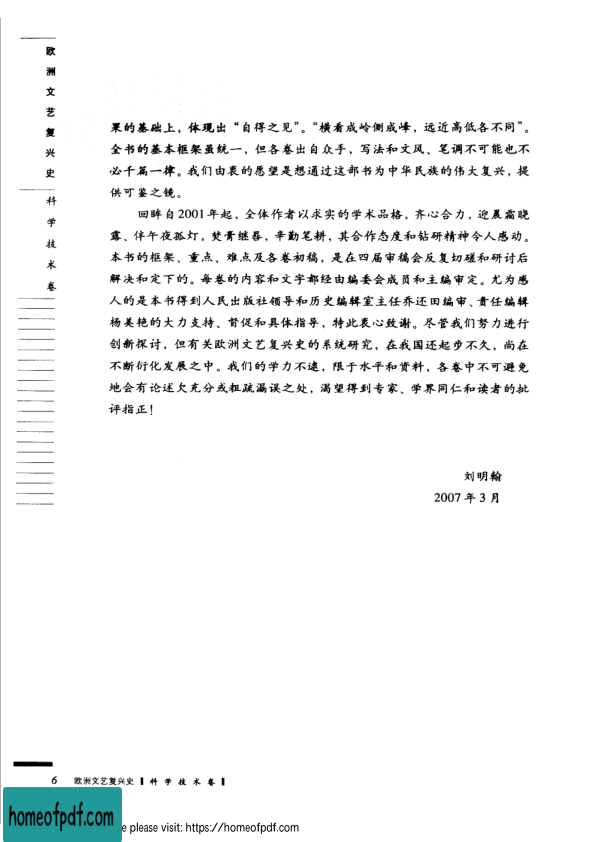 欧洲文艺复兴史
科学技术卷
果的基础上，体现出“自得之见”。“横看成岭侧成峰，远近高低各不同”。
全书的基本框架虽统一，但各卷出自众手，写法和文风、笔调不可能也不
必千篇一律。我们由衷的愿望是想通过这部书为中华民族的伟大复兴，提
供可鉴之镜。
回眸自2001年起，全体作者以求实的学术品格，齐心合力，迎晨霜晓
露、伴午夜孤灯，焚膏继晷，辛勤笔耕，其合作态度和钻研精神令人感动。
本书的框架、重点、难点及各卷初稿，是在四届审稿会反复切磋和研讨后
解决和定下的。每卷的内容和文字都经由编委会成员和主编审定。尤为感
人的是本书得到人民出版社领导和历史编辑室主任乔还田编审、责任编辑
杨美艳的大力支持、督促和具体指导，特此衷心致谢。尽管我们努力进行
创新探讨，但有关欧洲文艺复兴史的系统研究，在我国还起步不久，尚在
不断衍化发展之中。我们的学力不逮，限于水平和资料，各卷中不可避免
地会有论述欠充分或粗疏漏误之处，渴望得到专家、学界同仁和读者的批
评指正！
刘明翰
2007年3月
6 欧洲文艺复兴史 科学技术卷
homeofpdf.com
e please visit: https://homeofpdf.com